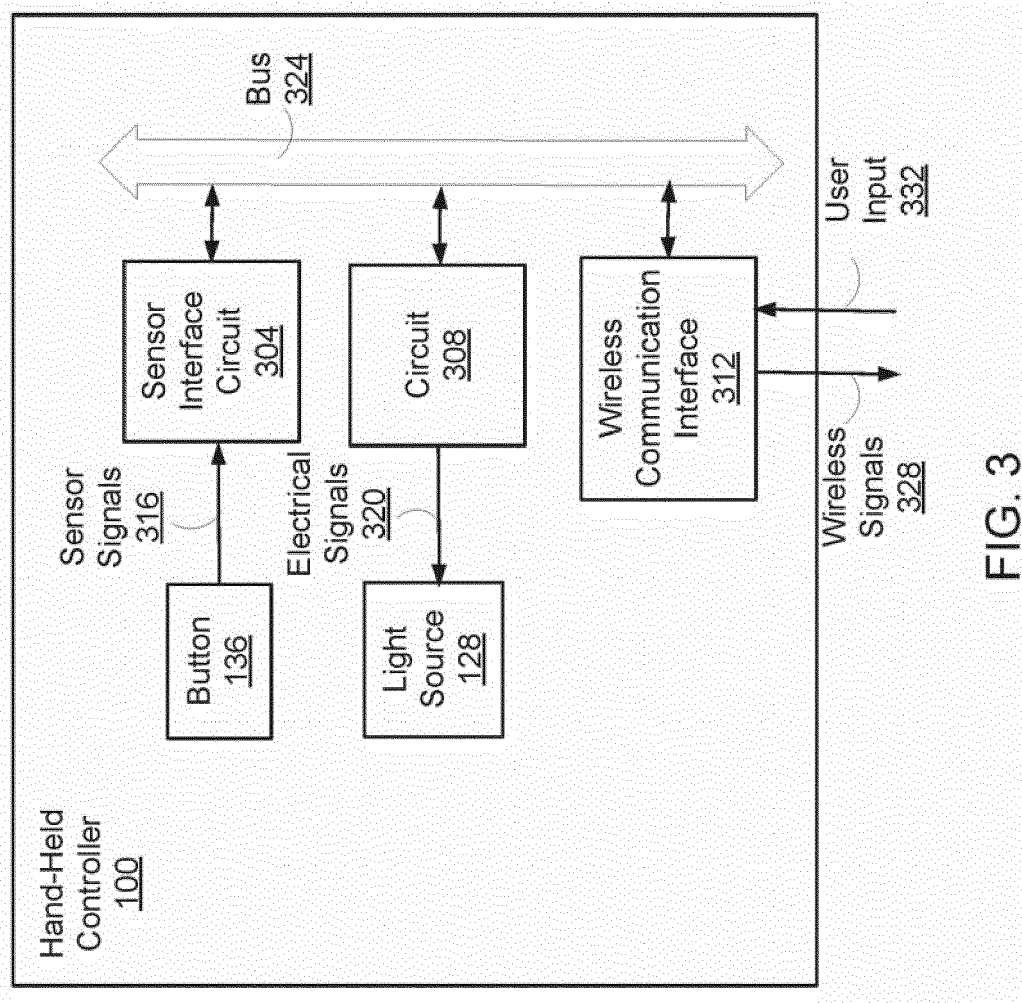 Hand-Held
Controller
100
Button
136
Sensor
Signals
316
Sensor
Interface
Circuit
304
Bus
324
Light
Source
128
Electrical
Signals
320
Circuit
308
Wireless
Communication
Interface
312
Wireless
Signals
328
User
Input
332
FIG. 3